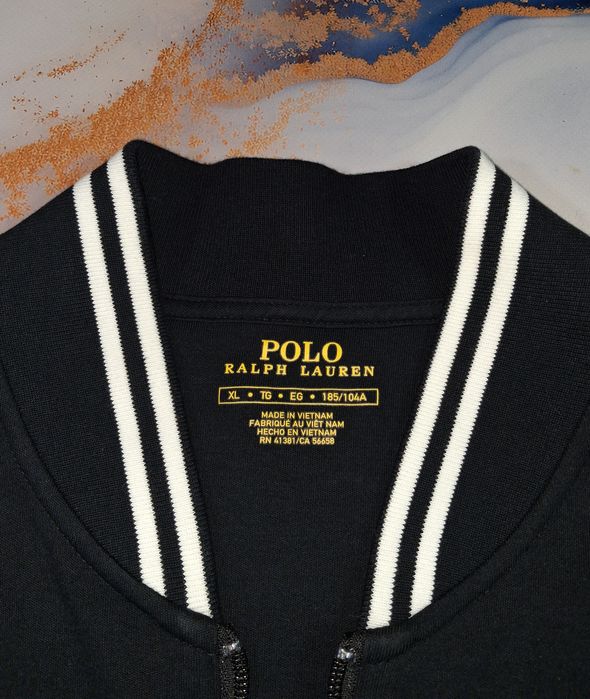 POLO
RALPH LAUREN
XL • TG • EG • 185/104A
MADE IN VIETNAM
FABRIQUÉ AU VIÊT NAM
HECHO EN VIETNAM
RN 41381/CA 56658